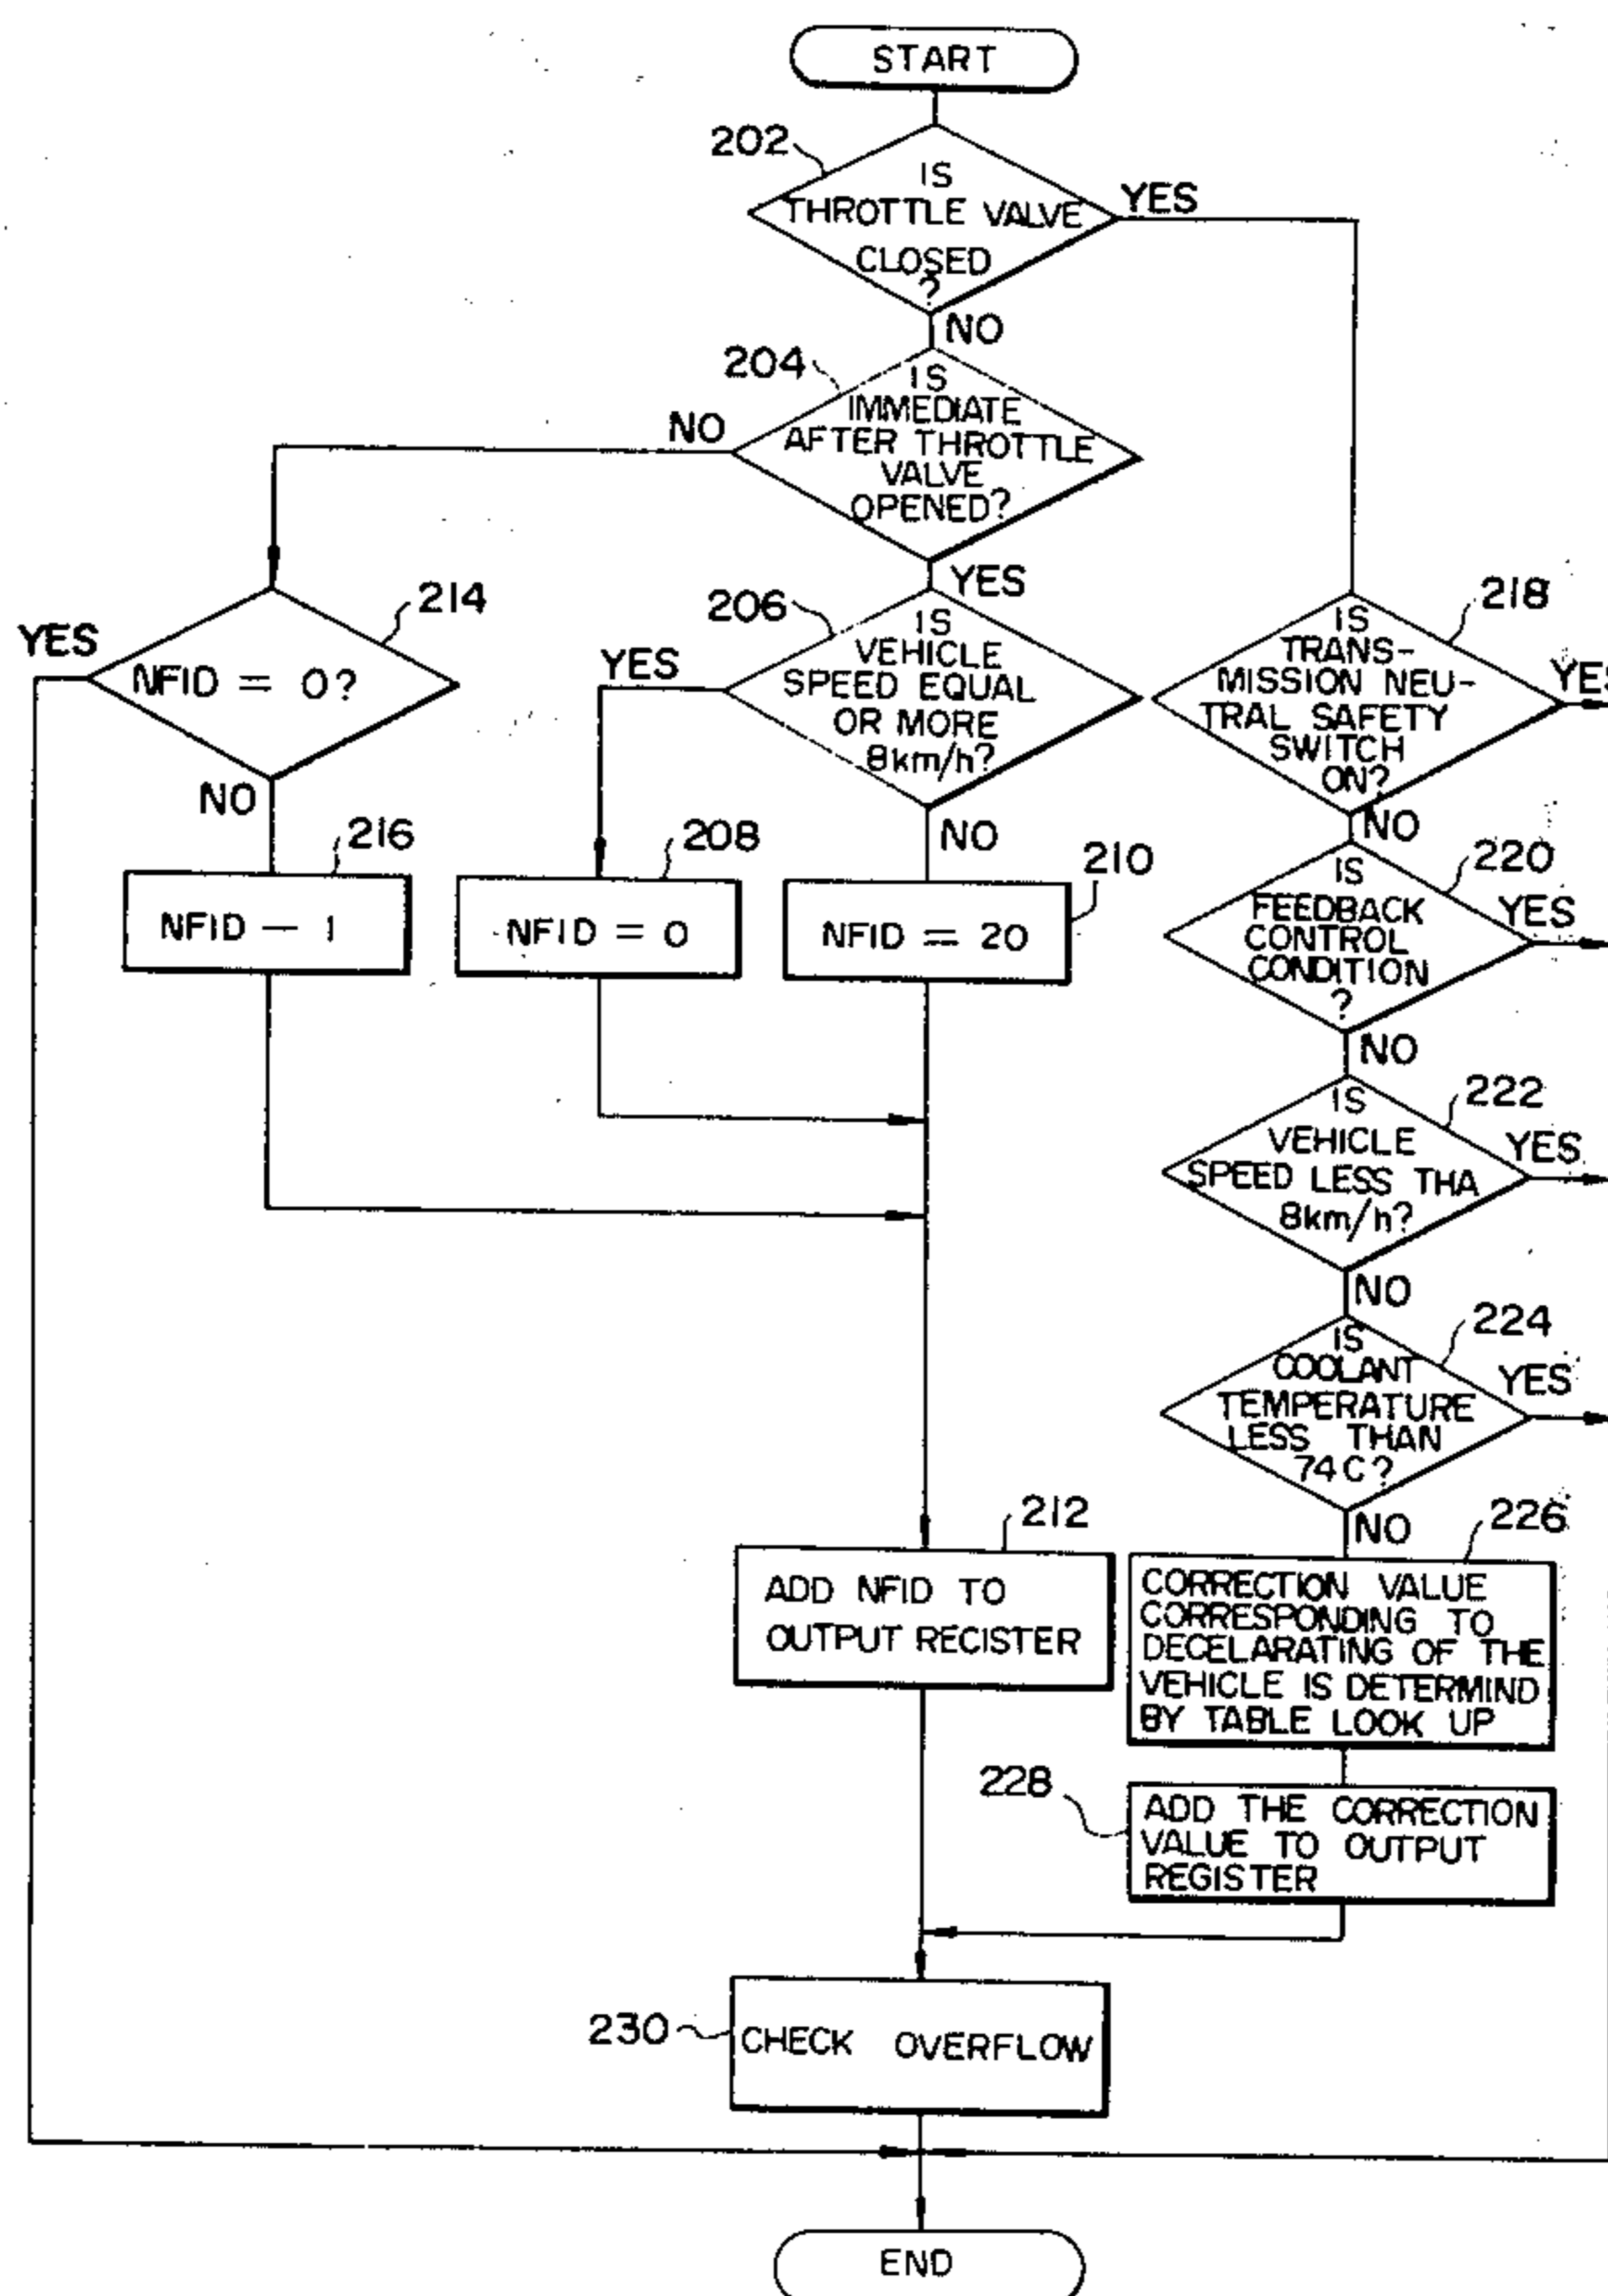 START
202
IS
THROTTLE VALVE
CLOSED
?
YES
NO
204
IS
IMMEDIATE
AFTER THROTTLE
VALVE
OPENED?
NO
YES
214
NFID = 0?
YES
NO
206
IS
VEHICLE
SPEED EQUAL
OR MORE
8km/h?
YES
NO
218
IS
TRANS-
MISSION NEU-
TRAL SAFETY
SWITCH
ON?
YES
NO
216
NFID - 1
208
NFID = 0
210
NFID = 20
220
IS
FEEDBACK
CONTROL
CONDITION
?
YES
NO
222
IS
VEHICLE
SPEED LESS THA
8km/h?
YES
NO
224
IS
COOLANT
TEMPERATURE
LESS THAN
74C?
YES
NO
212
ADD NFID TO
OUTPUT RECISTER
226
CORRECTION VALUE
CORRESPONDING TO
DECELARATING OF THE
VEHICLE IS DETERMIND
BY TABLE LOOK UP
228
ADD THE CORRECTION
VALUE TO OUTPUT
REGISTER
230
CHECK OVERFLOW
END